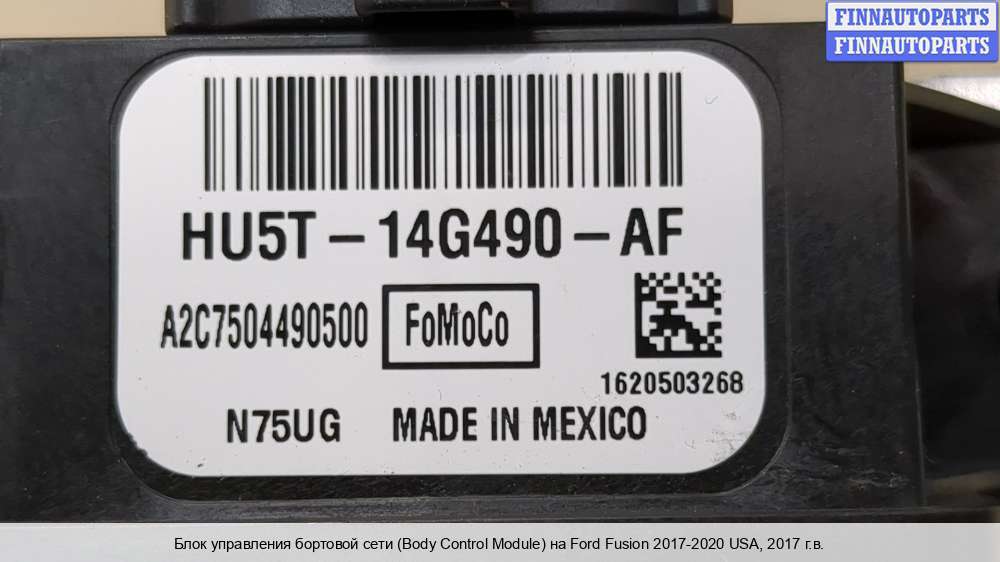 FINNAUTOPARTS
FINNAUTOPARTS
HU5T-14G490-AF
A2C7504490500 FoMoCo
1620503268
N75UG MADE IN MEXICO
Блок управления бортовой сети (Body Control Module) на Ford Fusion 2017-2020 USA, 2017 г.в.